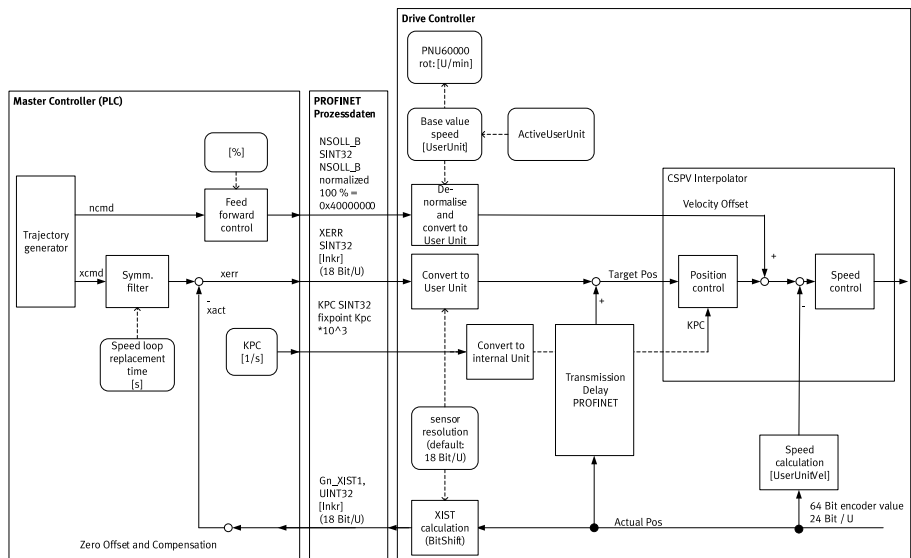 Drive Controller
PNU60000
rot: [U/min]
Master Controller (PLC)
PROFINET
Prozessdaten
Base value
speed
[UserUnit]
ActiveUserUnit
[%]
NSOLL_B
SINT32
NSOLL_B
normalized
100 % =
0x40000000
CSPV Interpolator
Trajectory
generator
ncmd
Feed
forward
control
De-
normalise
and
convert to
User Unit
Velocity Offset
XERR
SINT32
[Inkr]
(18 Bit/U)
+
xcmd
Symm.
filter
xerr
Convert to
User Unit
Target Pos
Position
control
Speed
control
-
xact
+
-
KPC SINT32
fixpoint Kpc
*10^3
KPC
Speed loop
replacement
time
[s]
KPC
[1/s]
Convert to
internal Unit
Transmission
Delay
PROFINET
sensor
resolution
(default:
18 Bit/U)
Speed
calculation
[UserUnitVel]
Gn_XIST1,
UINT32
[Inkr]
(18 Bit/U)
XIST
calculation
(BitShift)
Actual Pos
64 Bit encoder value
24 Bit / U
Zero Offset and Compensation